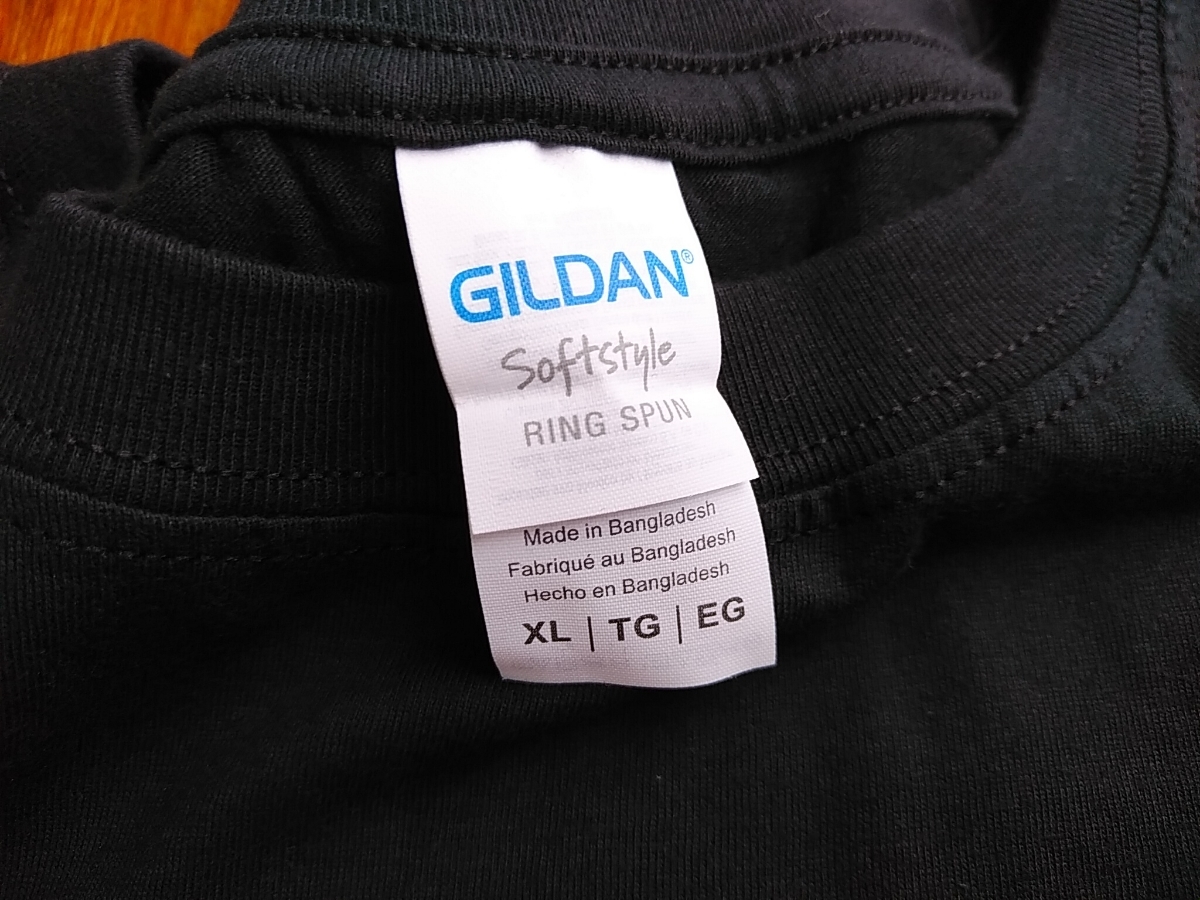 GILDAN®
Softstyle
RING SPUN
Made in Bangladesh
Fabriqué au Bangladesh
Hecho en Bangladesh
XL | TG | EG